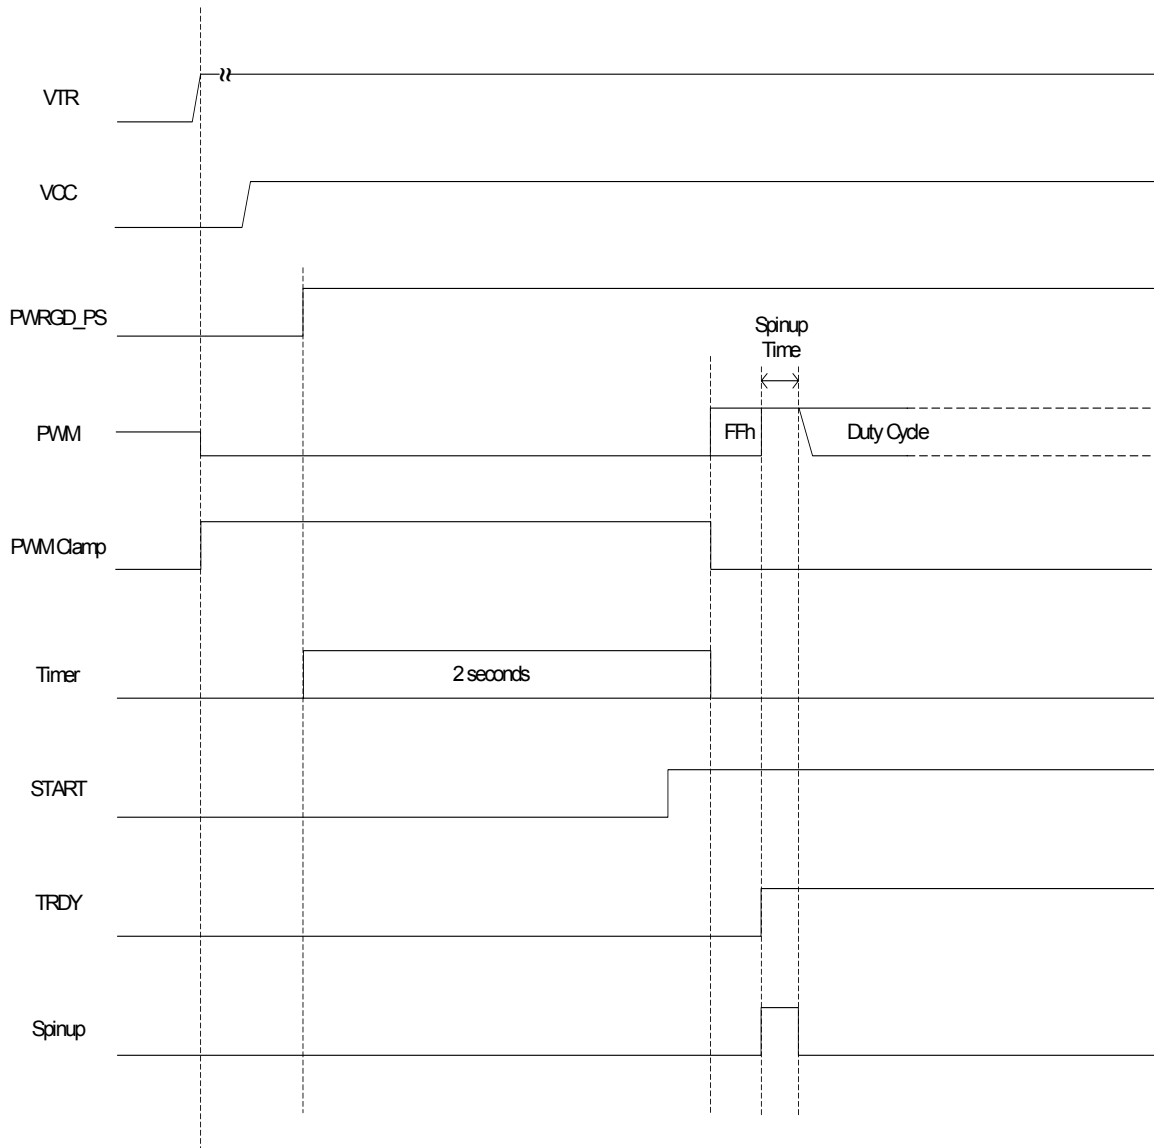 VTR
VCC
PWRGD_PS
Spinup
Time
PWM
FFh
Duty Cycle
PWM Clamp
Timer
2 seconds
START
TRDY
Spinup